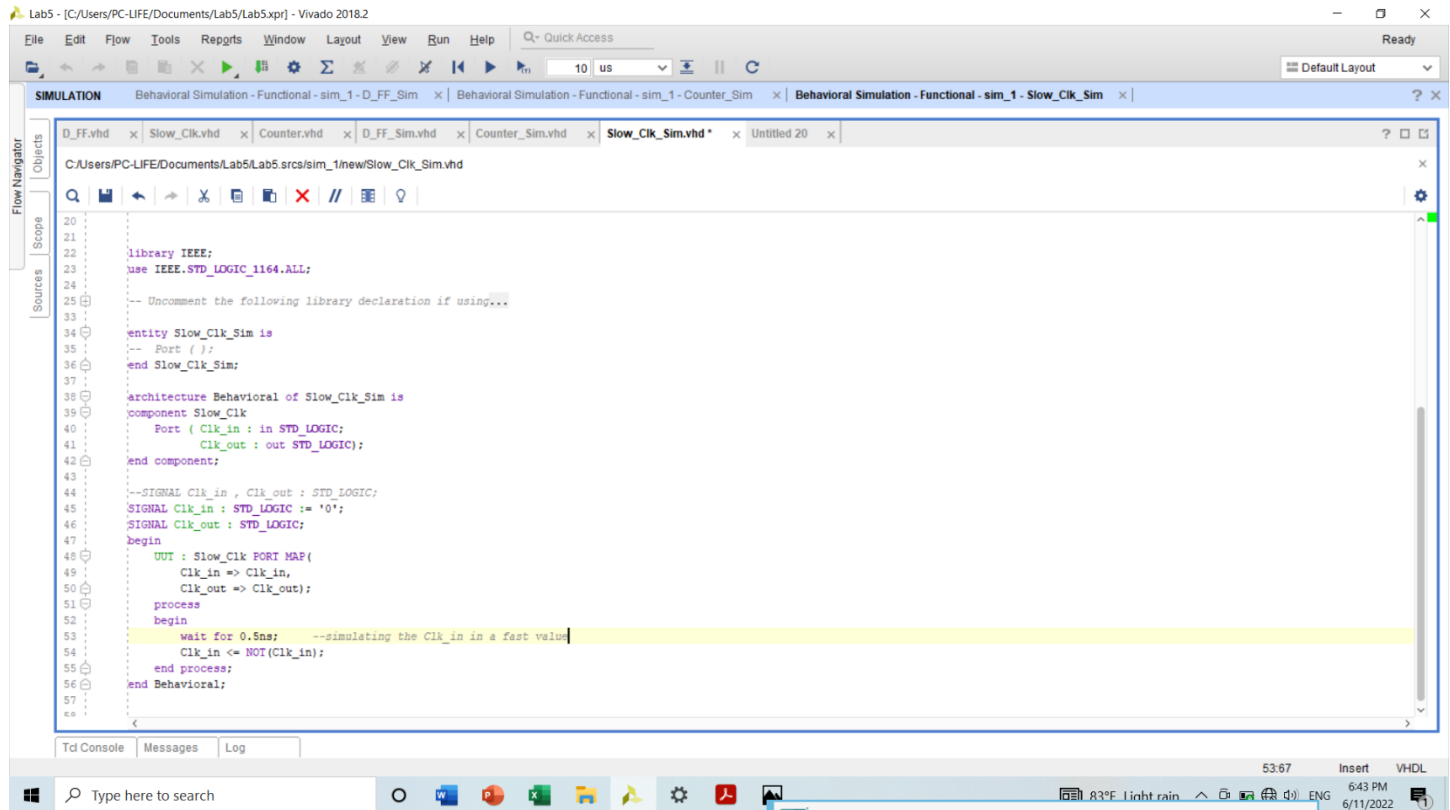 Lab5 - [C:/Users/PC-LIFE/Documents/Lab5/Lab5.xpr] - Vivado 2018.2
File Edit Flow Tools Reports Window Layout View Run Help Quick Access Ready
10 us Default Layout
SIMULATION Behavioral Simulation - Functional - sim_1 - D_FF_Sim Behavioral Simulation - Functional - sim_1 - Counter_Sim Behavioral Simulation - Functional - sim_1 - Slow_Clk_Sim
Flow Navigator
Objects
Scope
Sources
D_FF.vhd Slow_Clk.vhd Counter.vhd D_FF_Sim.vhd Counter_Sim.vhd Slow_Clk_Sim.vhd * Untitled 20
C:/Users/PC-LIFE/Documents/Lab5/Lab5.srcs/sim_1/new/Slow_Clk_Sim.vhd
20
21
22 library IEEE;
23 use IEEE.STD_LOGIC_1164.ALL;
24
25 -- Uncomment the following library declaration if using...
33
34 entity Slow_Clk_Sim is
35 -- Port ( );
36 end Slow_Clk_Sim;
37
38 architecture Behavioral of Slow_Clk_Sim is
39 component Slow_Clk
40 Port ( Clk_in : in STD_LOGIC;
41 Clk_out : out STD_LOGIC);
42 end component;
43
44 --SIGNAL Clk_in , Clk_out : STD_LOGIC;
45 SIGNAL Clk_in : STD_LOGIC := '0';
46 SIGNAL Clk_out : STD_LOGIC;
47 begin
48 UUT : Slow_Clk PORT MAP(
49 Clk_in => Clk_in,
50 Clk_out => Clk_out);
51 process
52 begin
53 wait for 0.5ns; --simulating the Clk_in in a fast value
54 Clk_in <= NOT(Clk_in);
55 end process;
56 end Behavioral;
57
58
Tcl Console Messages Log
53:67 Insert VHDL
Type here to search 83°F Light rain ENG 6:43 PM
6/11/2022